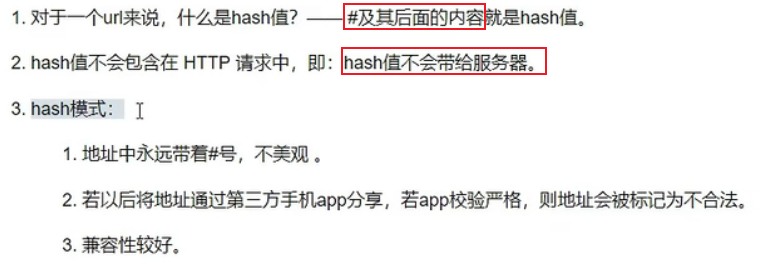 1. 对于一个url来说，什么是hash值？—— #及其后面的内容就是hash值。
2. hash值不会包含在 HTTP 请求中，即：hash值不会带给服务器。
3. hash模式：
1. 地址中永远带着#号，不美观 。
2. 若以后将地址通过第三方手机app分享，若app校验严格，则地址会被标记为不合法。
3. 兼容性较好。